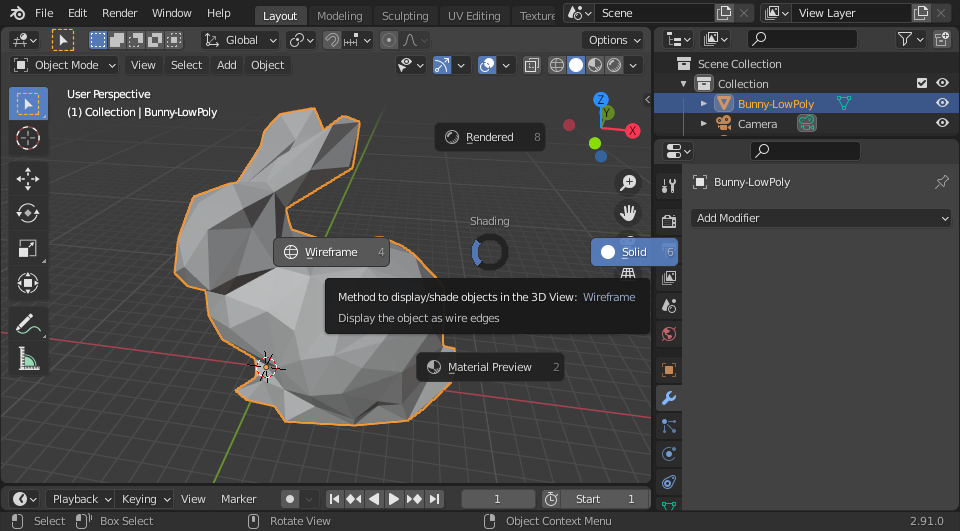 File Edit Render Window Help Layout Modeling Sculpting UV Editing Texture Scene View Layer
Global Options
Object Mode View Select Add Object
Scene Collection
Collection
Bunny-LowPoly
Camera
User Perspective
(1) Collection | Bunny-LowPoly
Z
Y
X
Rendered 8
Shading
Wireframe 4
Solid 6
Method to display/shade objects in the 3D View: Wireframe
Display the object as wire edges
Material Preview 2
Bunny-LowPoly
Add Modifier
Playback Keying View Marker 1 Start 1
Select Box Select Rotate View Object Context Menu 2.91.0